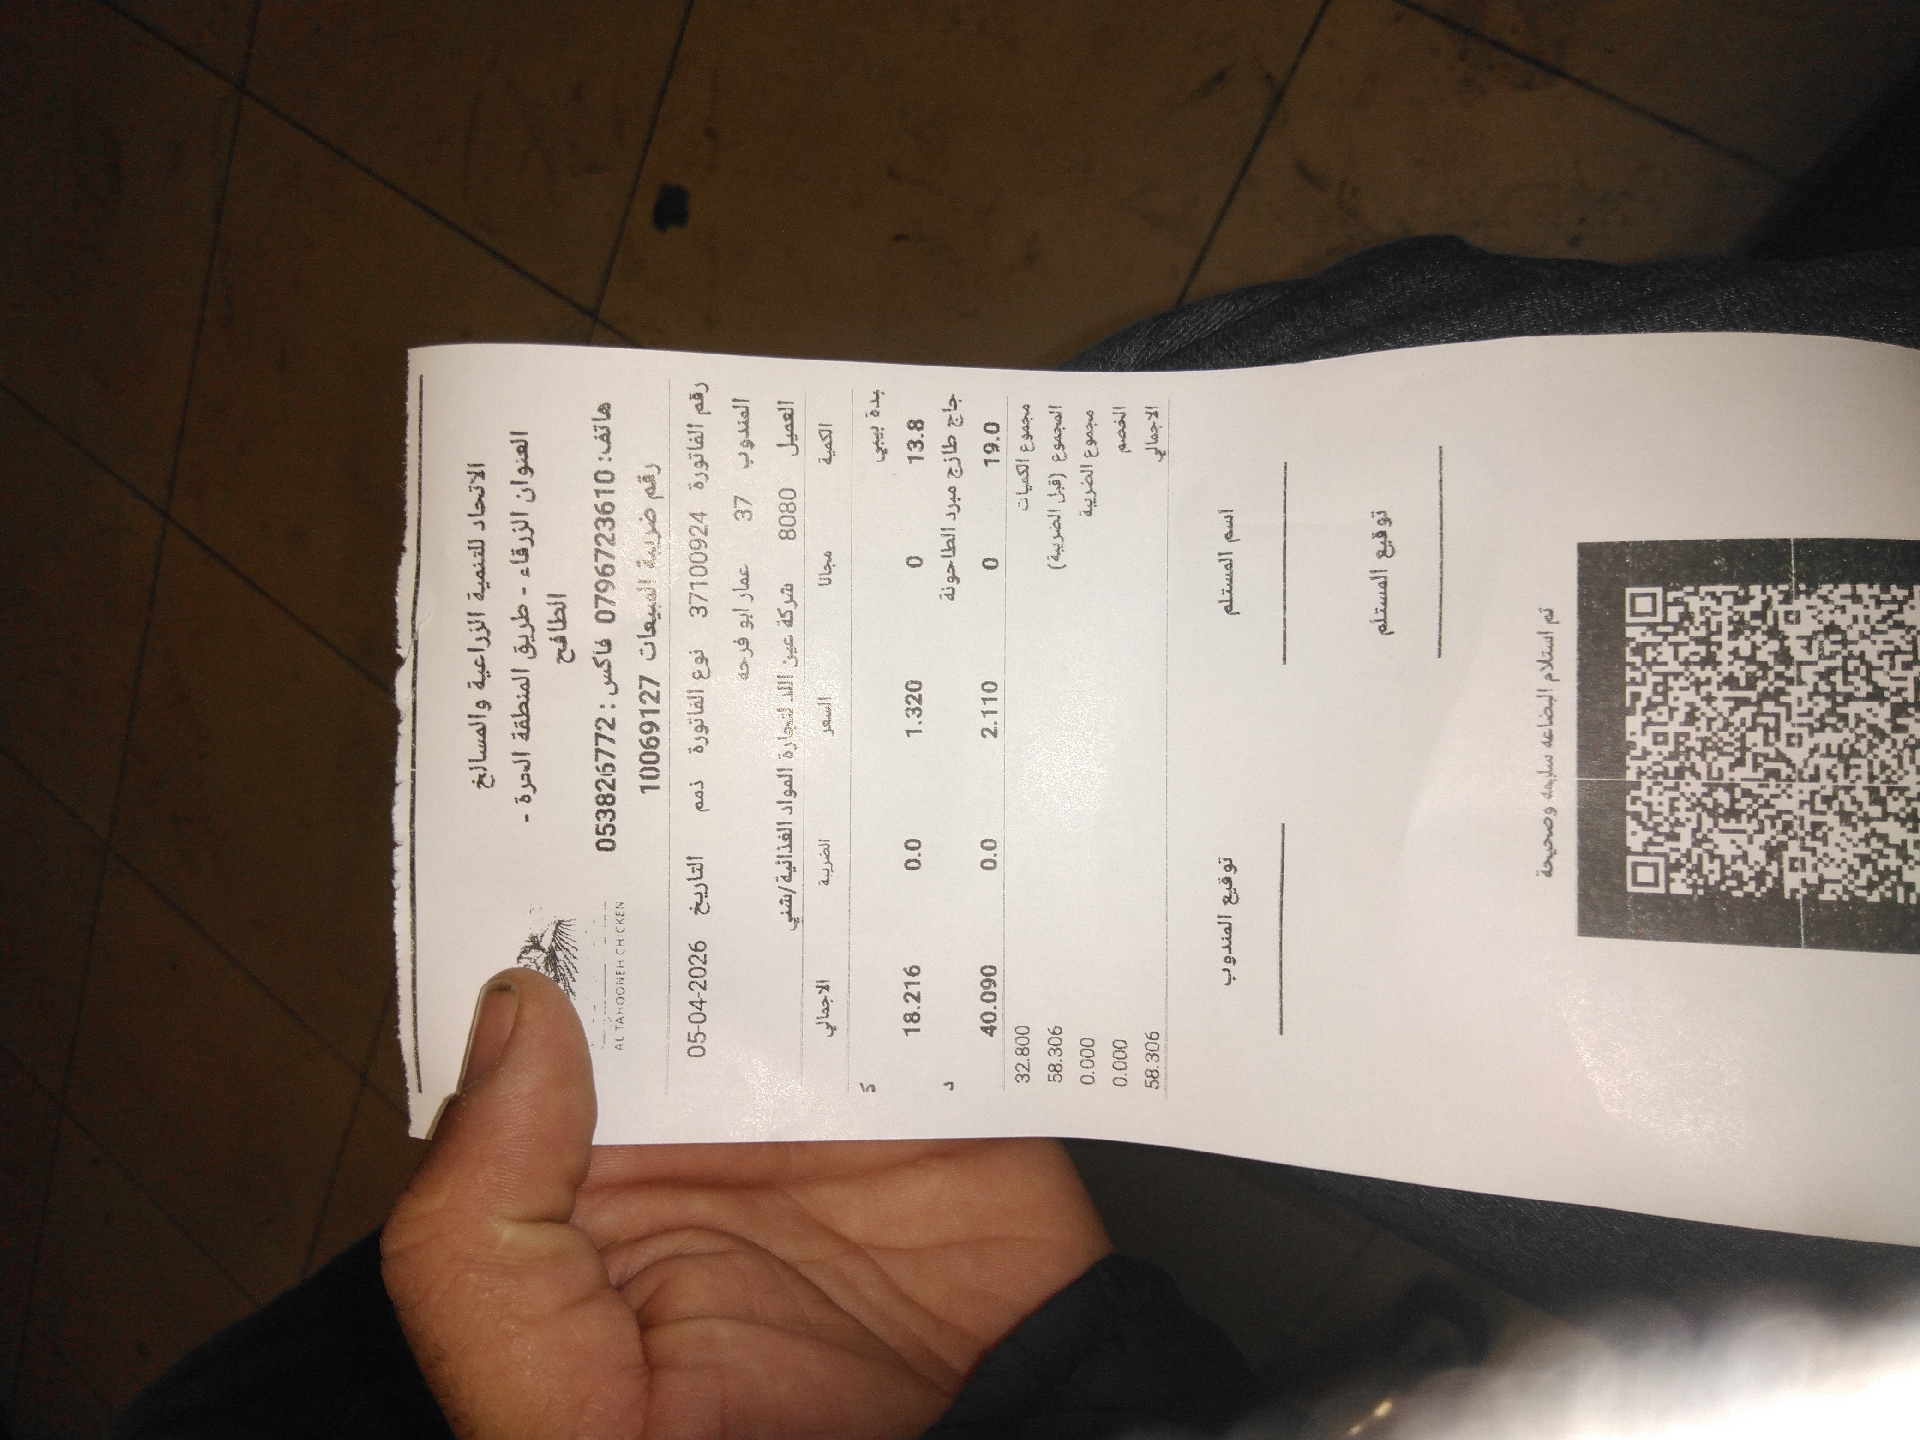 الاتحاد للتنمية الزراعية والمسالخ
العنوان الزرقاء - طريق المنطقة الحرة -
الطافح
هاتف: 0796723610 فاكس: 053826772
رقم ضريبة المبيعات 10069127
AL TAHOONEH CHICKEN
رقم الفاتورة 37100924 نوع الفاتورة ذمم التاريخ 05-04-2026
المندوب 37 عمار ابو فرحه
العميل 8080 شركة عين الله لتجارة المواد الغذائية/شني
الكمية مجانا السعر الضريبة الاجمالي
بدة بيبي ک
13.8 0 1.320 0.0 18.216
جاج طازج مبرد الطاحونة د
19.0 0 2.110 0.0 40.090
مجموع الكميات 32.800
المجموع (قبل الضريبة) 58.306
مجموع الضريبة 0.000
الخصم 0.000
الاجمالي 58.306
اسم المستلم توقيع المندوب
توقيع المستلم
تم استلام البضاعه سليمه وصحيحة